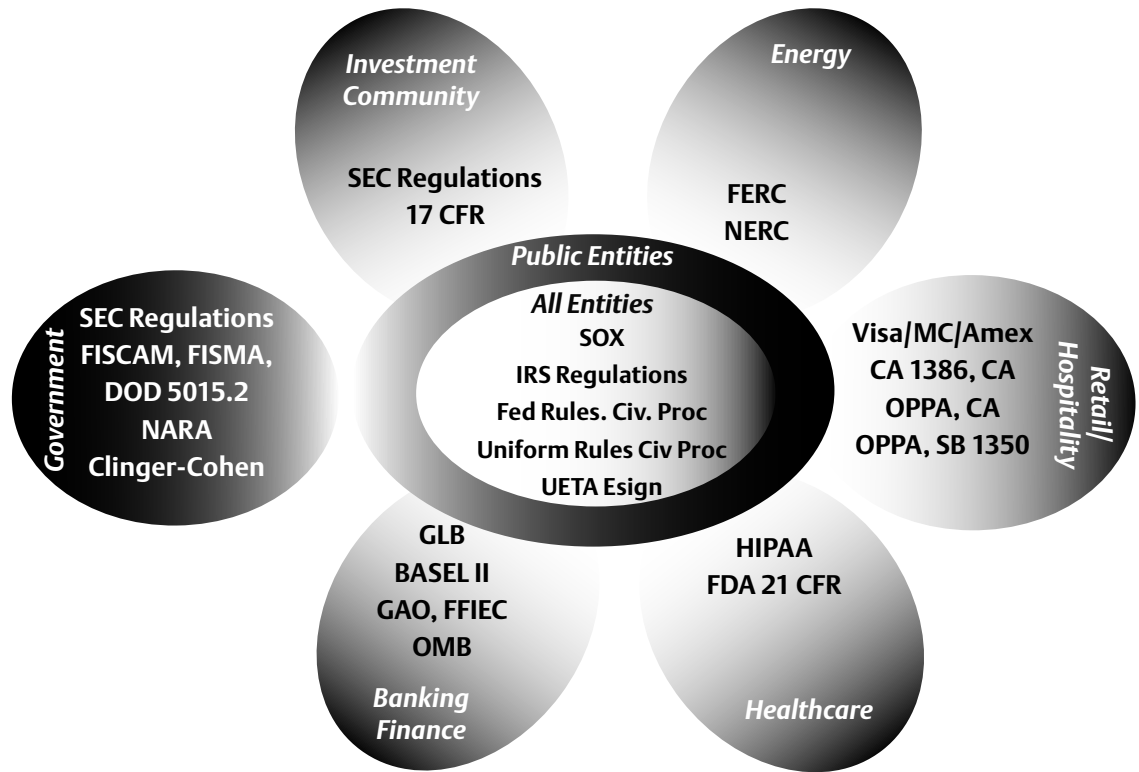 Investment
Community
SEC Regulations
17 CFR
Energy
FERC
NERC
Public Entities
All Entities
SOX
IRS Regulations
Fed Rules. Civ. Proc
Uniform Rules Civ Proc
UETA Esign
Government
SEC Regulations
FISCAM, FISMA,
DOD 5015.2
NARA
Clinger-Cohen
Visa/MC/Amex
CA 1386, CA
OPPA, CA
OPPA, SB 1350
Retail/
Hospitality
GLB
BASEL II
GAO, FFIEC
OMB
Banking
Finance
HIPAA
FDA 21 CFR
Healthcare